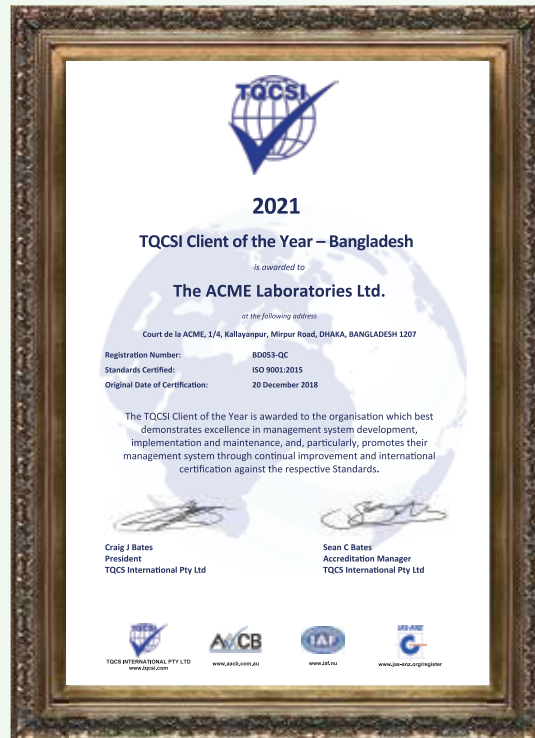 TQCSI
2021
TQCSI Client of the Year – Bangladesh
is awarded to
The ACME Laboratories Ltd.
at the following address
Court de la ACME, 1/4, Kallayanpur, Mirpur Road, DHAKA, BANGLADESH 1207
Registration Number: BD053-QC
Standards Certified: ISO 9001:2015
Original Date of Certification: 20 December 2018
The TQCSI Client of the Year is awarded to the organisation which best
demonstrates excellence in management system development,
implementation and maintenance, and, particularly, promotes their
management system through continual improvement and international
certification against the respective Standards.
Craig J Bates Sean C Bates
President Accreditation Manager
TQCS International Pty Ltd TQCS International Pty Ltd
TQCSI AACB IAF JAS-ANZ
TQCS INTERNATIONAL PTY LTD www.aacb.com.au www.iaf.nu www.jas-anz.org/register
www.tqcsi.com